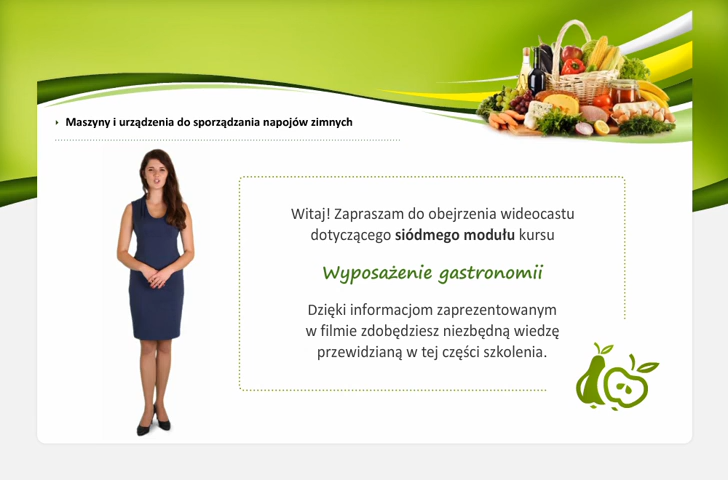 Maszyny i urządzenia do sporządzania napojów zimnych
Witaj! Zapraszam do obejrzenia wideocastu
dotyczącego siódmego modułu kursu
Wyposażenie gastronomii
Dzięki informacjom zaprezentowanym
w filmie zdobędziesz niezbędną wiedzę
przewidzianą w tej części szkolenia.